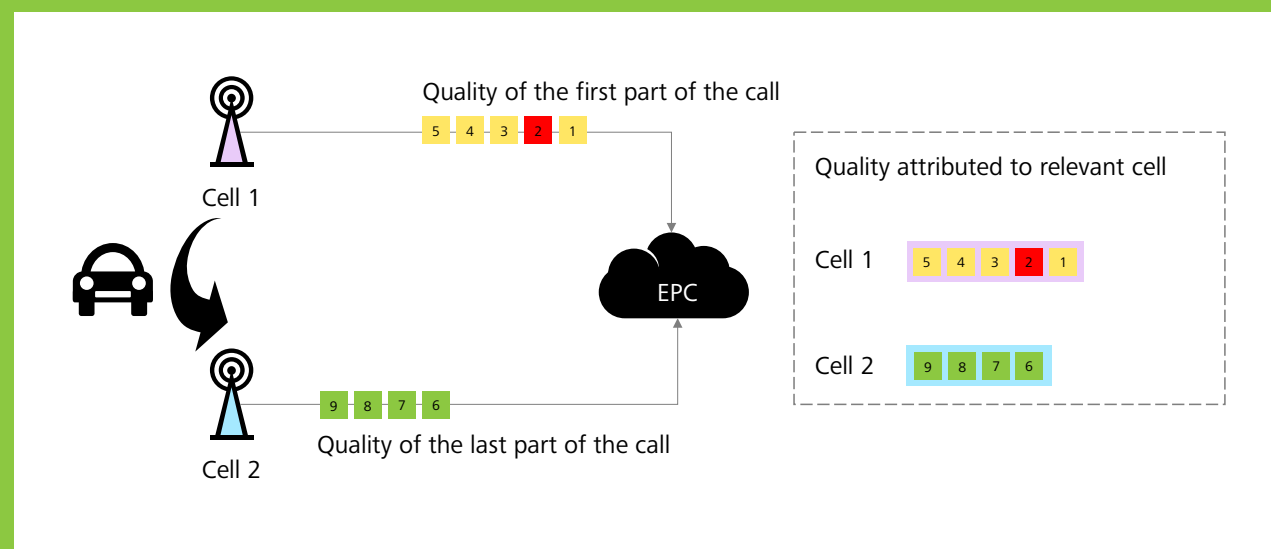 Quality of the first part of the call
5 4 3 2 1
Cell 1
EPC
Cell 2
9 8 7 6
Quality of the last part of the call
Quality attributed to relevant cell
Cell 1 5 4 3 2 1
Cell 2 9 8 7 6